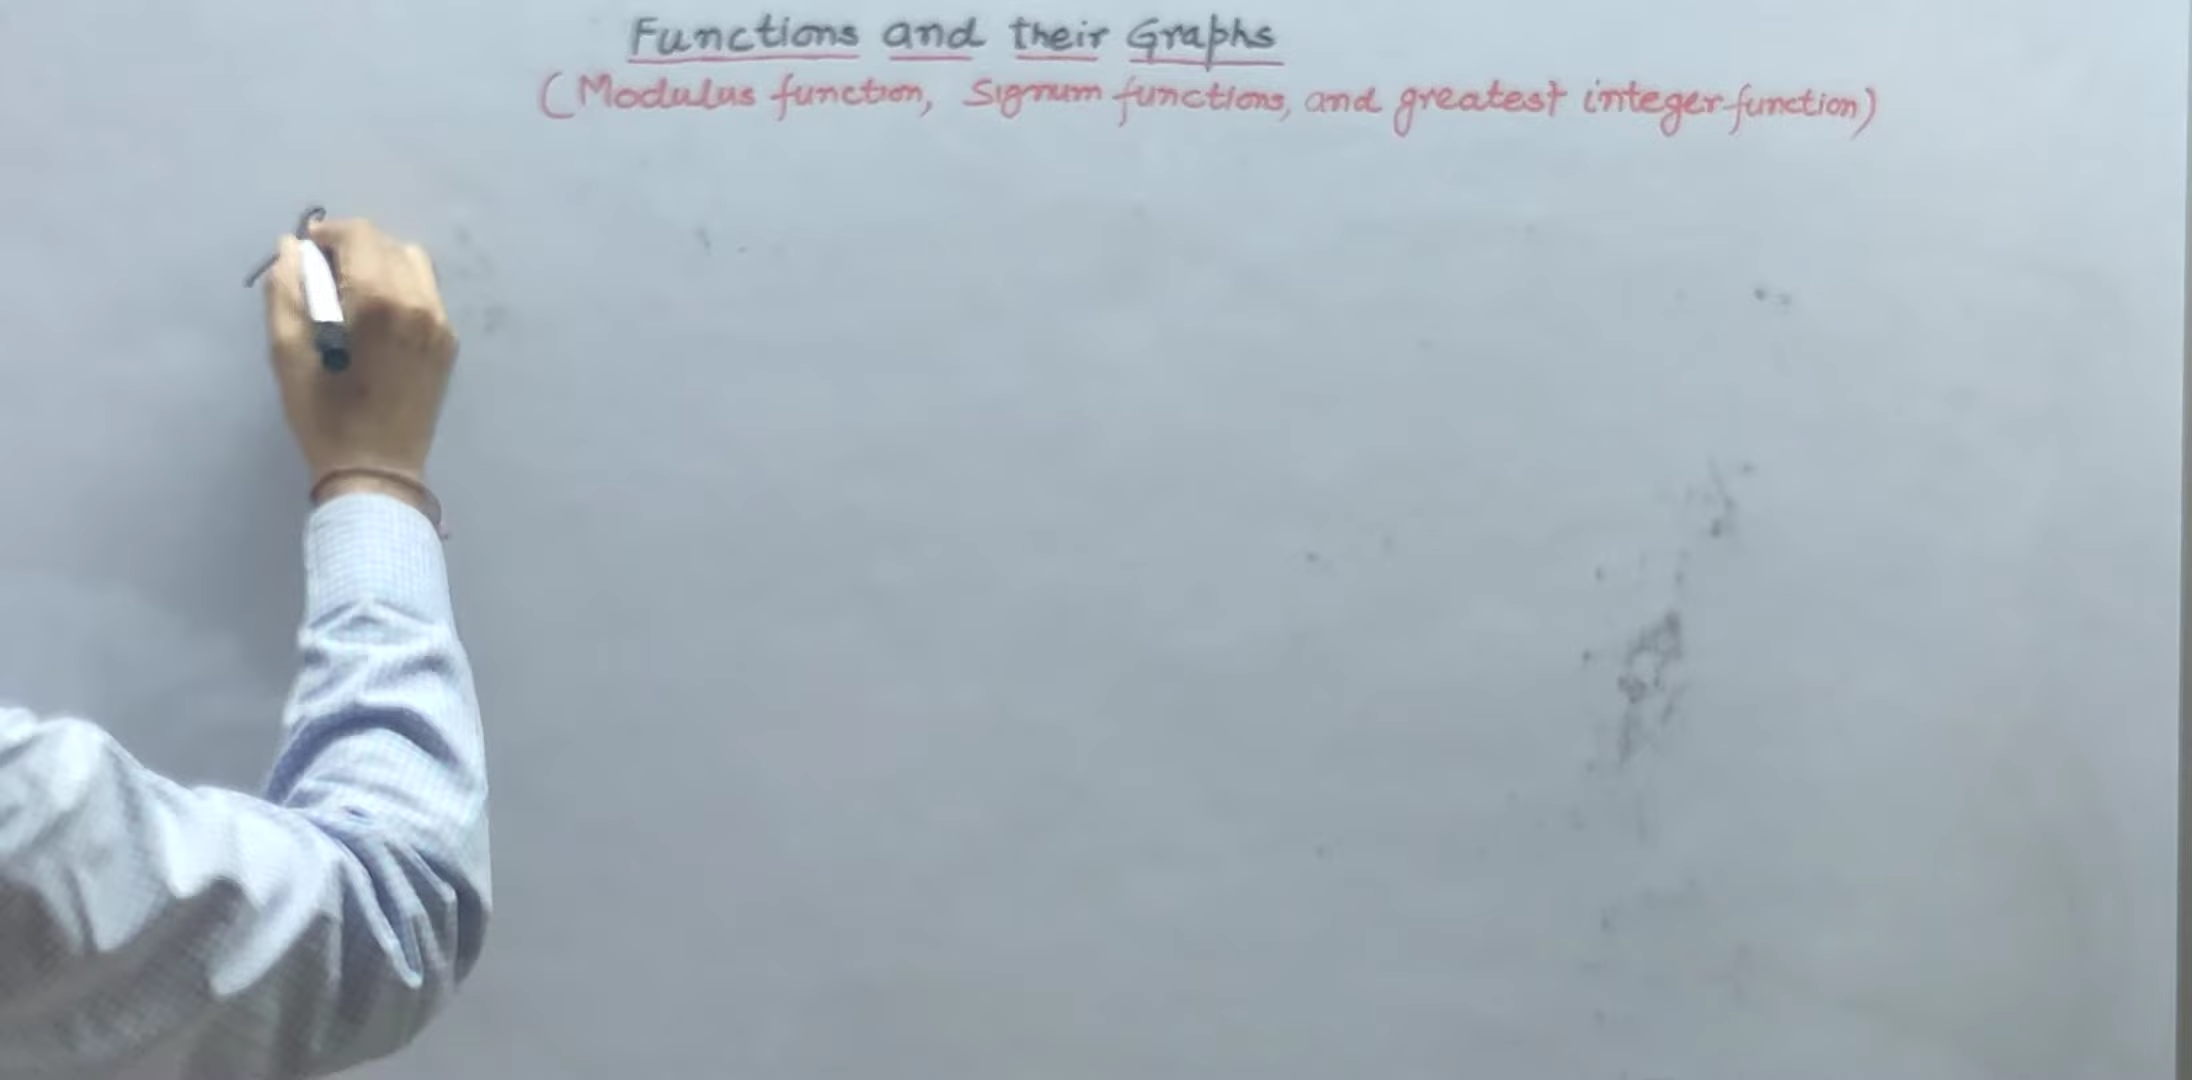 Functions and their Graphs
(Modulus function, Signum functions, and greatest integer function)